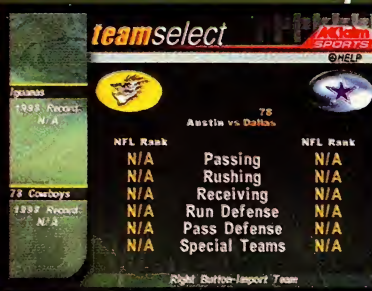 teamselect
Acclaim
SPORTS
HELP
Iguanas
1998 Record
N/A
78
Austin vs Dallas
NFL Rank NFL Rank
N/A Passing N/A
N/A Rushing N/A
N/A Receiving N/A
N/A Run Defense N/A
N/A Pass Defense N/A
N/A Special Teams N/A
78 Cowboys
1998 Record
N/A
Right Button-Import Team